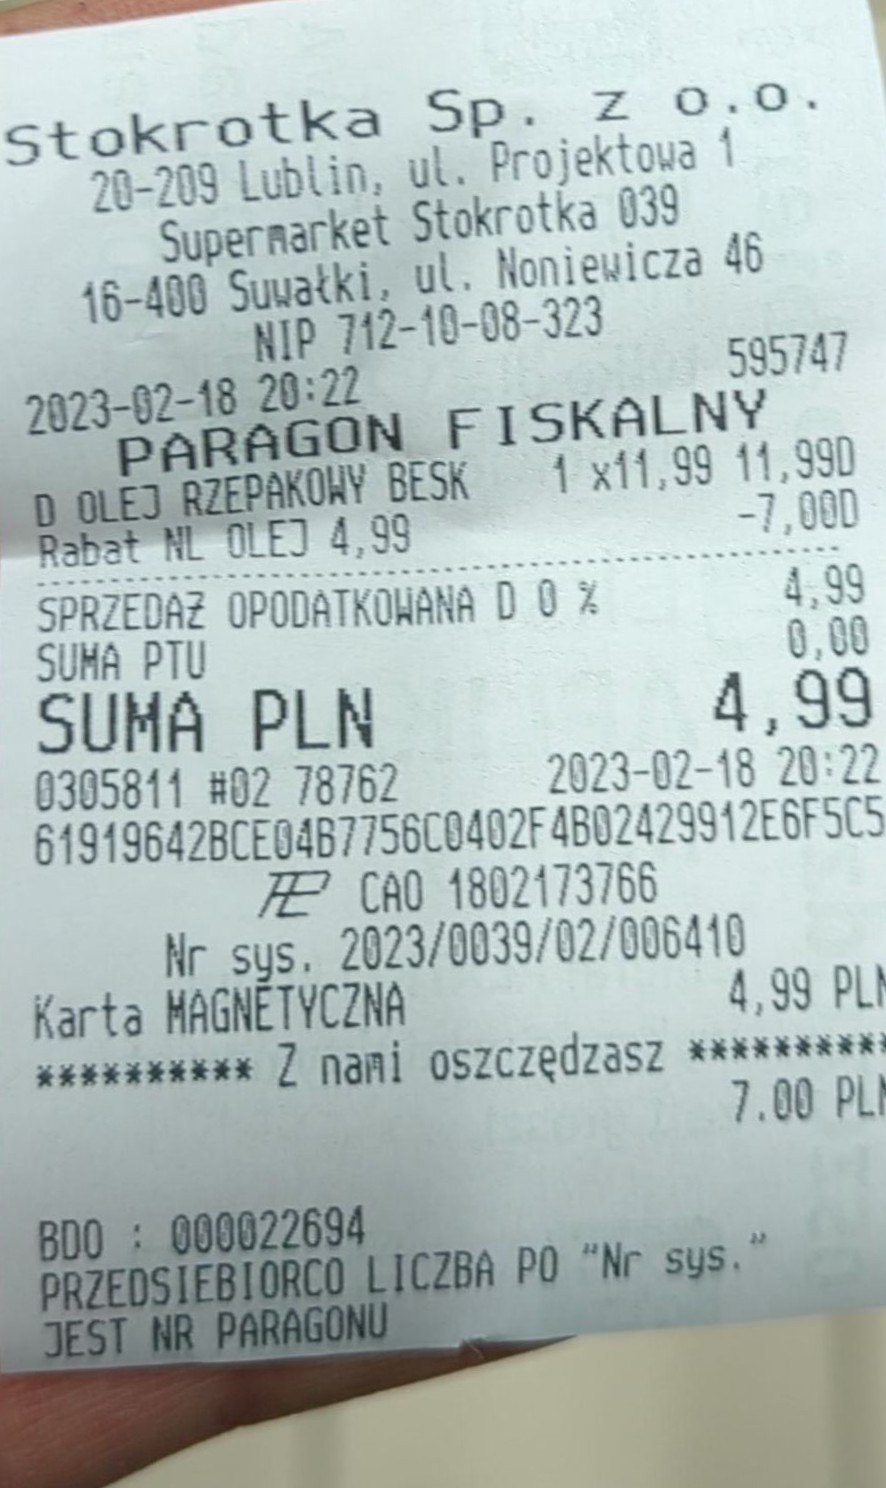 Stokrotka Sp. z o.o.
20-209 Lublin, ul. Projektowa 1
Supermarket Stokrotka 039
16-400 Suwałki, ul. Noniewicza 46
NIP 712-10-08-323
2023-02-18 20:22 595747
PARAGON FISKALNY
D OLEJ RZEPAKOWY BESK 1 x11,99 11,99D
Rabat NL OLEJ 4,99 -7,00D
SPRZEDAŻ OPODATKOWANA D 0 % 4,99
SUMA PTU 0,00
SUMA PLN 4,99
0305811 #02 78762 2023-02-18 20:22
61919642BCE04B7756C0402F4B02429912E6F5C5
CAO 1802173766
Nr sys. 2023/0039/02/006410
Karta MAGNETYCZNA 4,99 PLN
********** Z nami oszczędzasz **********
7.00 PLN
BDO : 000022694
PRZEDSIEBIORCO LICZBA PO "Nr sys."
JEST NR PARAGONU